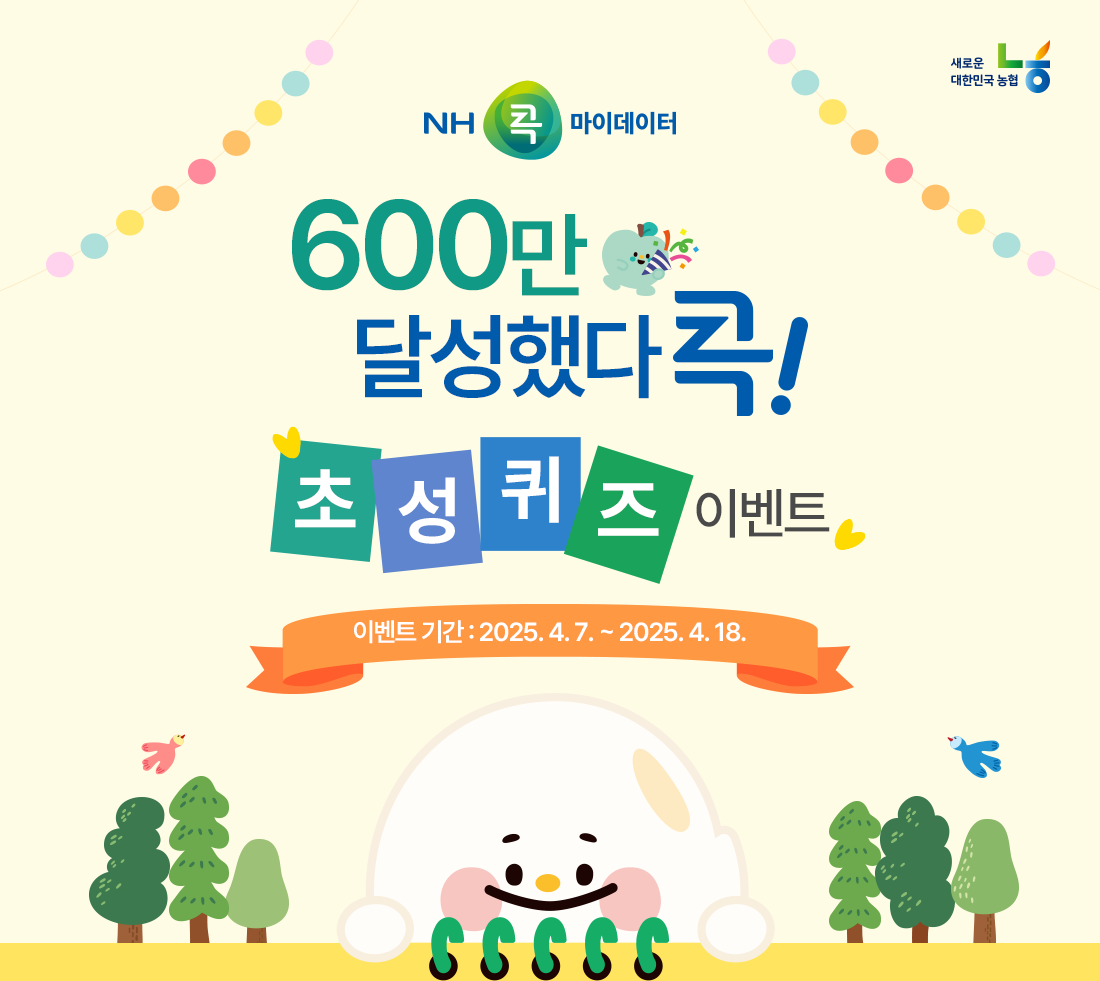 새로운
대한민국 농협
NH 콕 마이데이터
600만
달성했다콕!
초성퀴즈 이벤트
이벤트 기간 : 2025. 4. 7. ~ 2025. 4. 18.